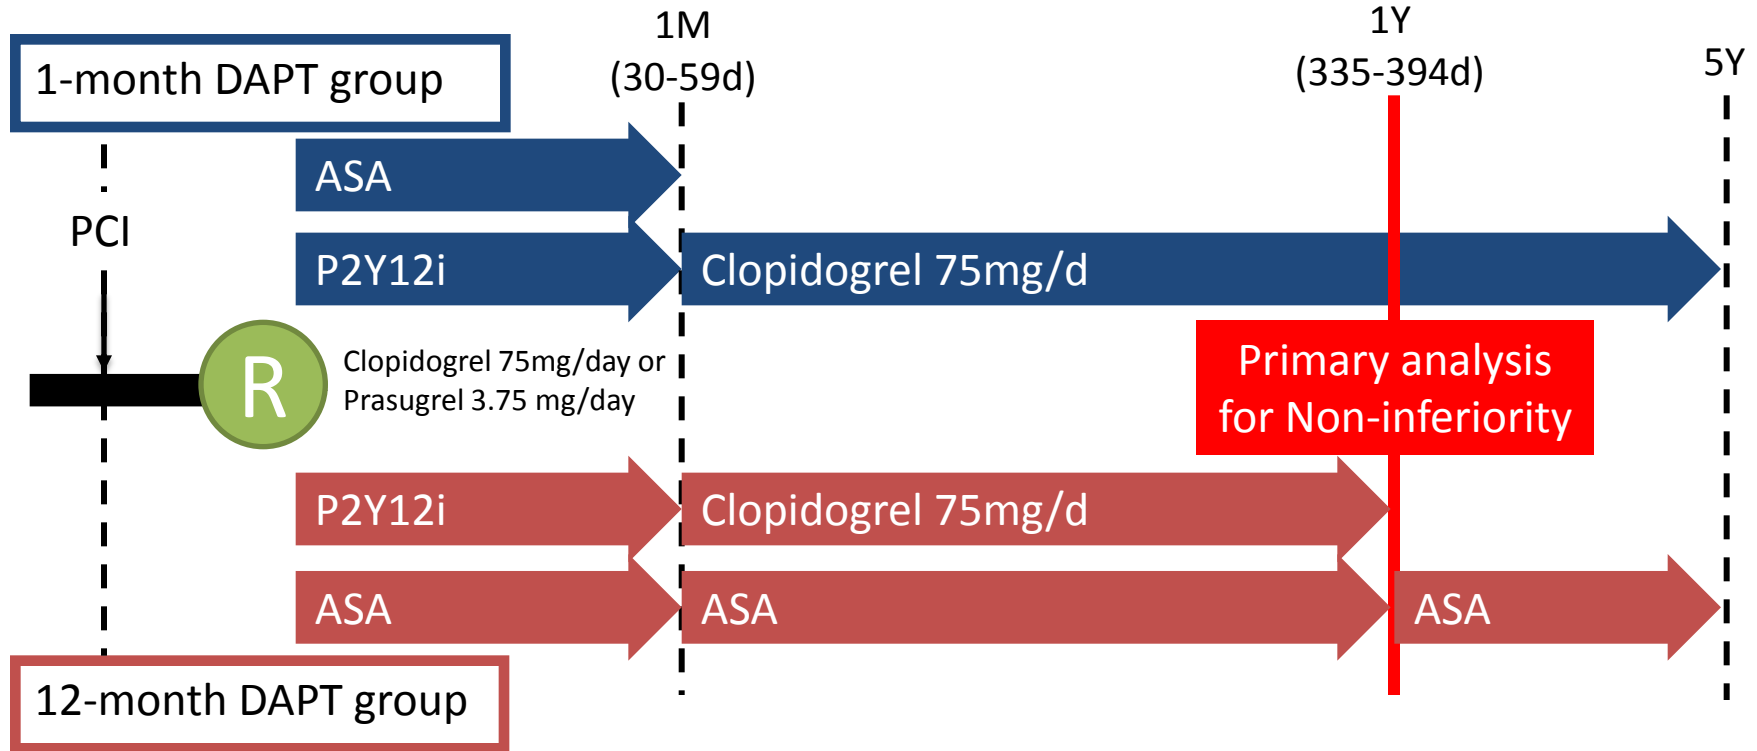 1M
(30-59d)
1Y
(335-394d)
5Y
1-month DAPT group
ASA
PCI
P2Y12i
Clopidogrel 75mg/d
R
Clopidogrel 75mg/day or
Prasugrel 3.75 mg/day
Primary analysis
for Non-inferiority
P2Y12i
Clopidogrel 75mg/d
ASA
ASA
ASA
12-month DAPT group